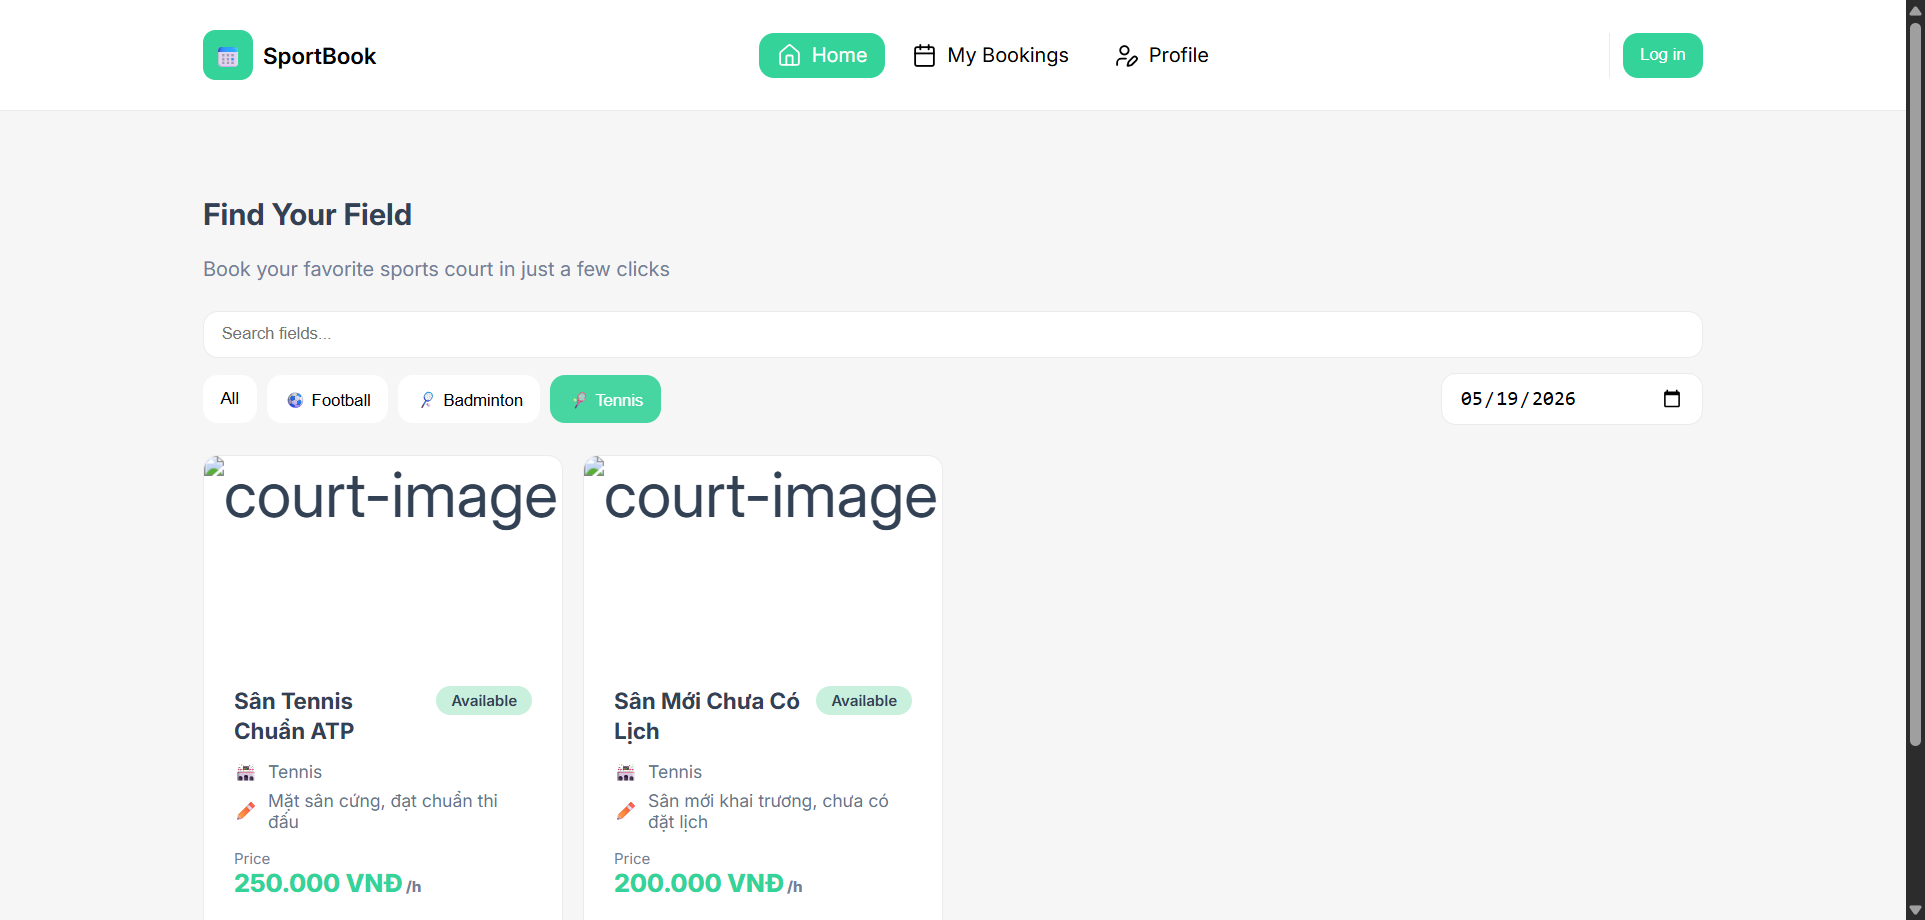 SportBook
Home
My Bookings
Profile
Log in
Find Your Field
Book your favorite sports court in just a few clicks
Search fields...
All
Football
Badminton
Tennis
05/19/2026
court-image
court-image
Sân Tennis
Chuẩn ATP
Available
Tennis
Mặt sân cứng, đạt chuẩn thi
đấu
Price
250.000 VNĐ /h
Sân Mới Chưa Có
Lịch
Available
Tennis
Sân mới khai trương, chưa có
đặt lịch
Price
200.000 VNĐ /h